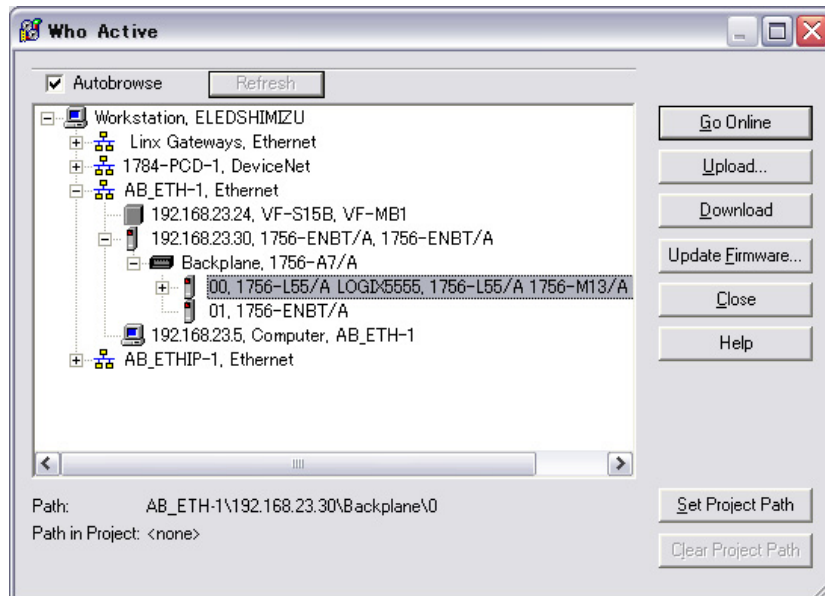 Who Active
Autobrowse
Refresh
Workstation, ELEDSHIMIZU
Linx Gateways, Ethernet
1784-PCD-1, DeviceNet
AB_ETH-1, Ethernet
192.168.23.24, VF-S15B, VF-MB1
192.168.23.30, 1756-ENBT/A, 1756-ENBT/A
Backplane, 1756-A7/A
00, 1756-L55/A LOGIX5555, 1756-L55/A 1756-M13/A
01, 1756-ENBT/A
192.168.23.5, Computer, AB_ETH-1
AB_ETHIP-1, Ethernet
Go Online
Upload...
Download
Update Firmware...
Close
Help
Path: AB_ETH-1\192.168.23.30\Backplane\0
Path in Project: <none>
Set Project Path
Clear Project Path